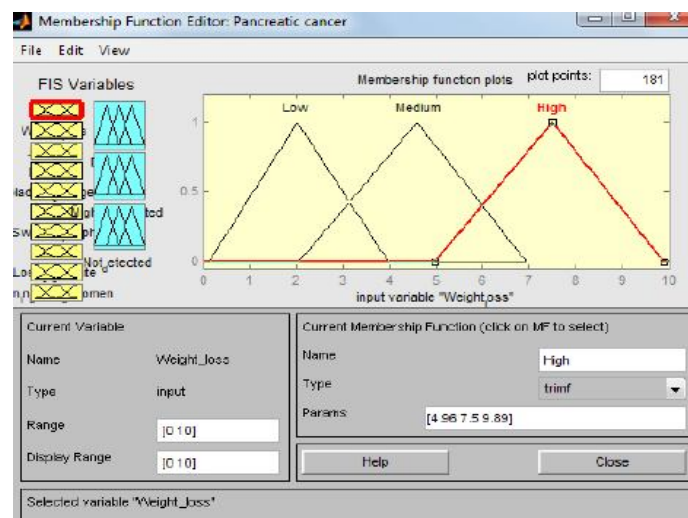 Membership Function Editor: Pancreatic cancer
File Edit View
FIS Variables
Membership function plots plot points: 181
Low Medium High
1
0.5
0
0 1 2 3 4 5 6 7 8 9 10
input variable "Weight_loss"
Not_etected
Current Variable
Name Weight_loss
Type input
Range [0 10]
Display Range [0 10]
Current Membership Function (click on MF to select)
Name High
Type trimf
Params [4.96 7.5 9.89]
Help Close
Selected variable "Weight_loss"